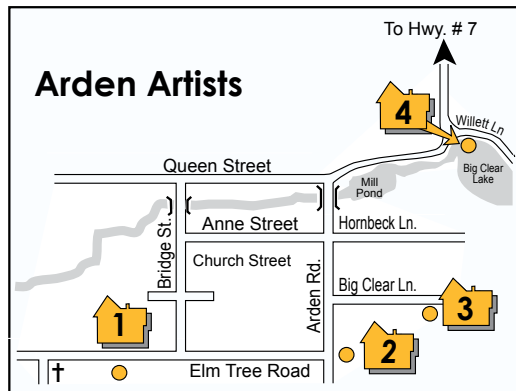 To Hwy. # 7
Arden Artists
4
Willett Ln
Queen Street
Mill
Pond
Big Clear
Lake
Bridge St.
Anne Street
Hornbeck Ln.
Church Street
Arden Rd.
Big Clear Ln.
1
3
2
Elm Tree Road